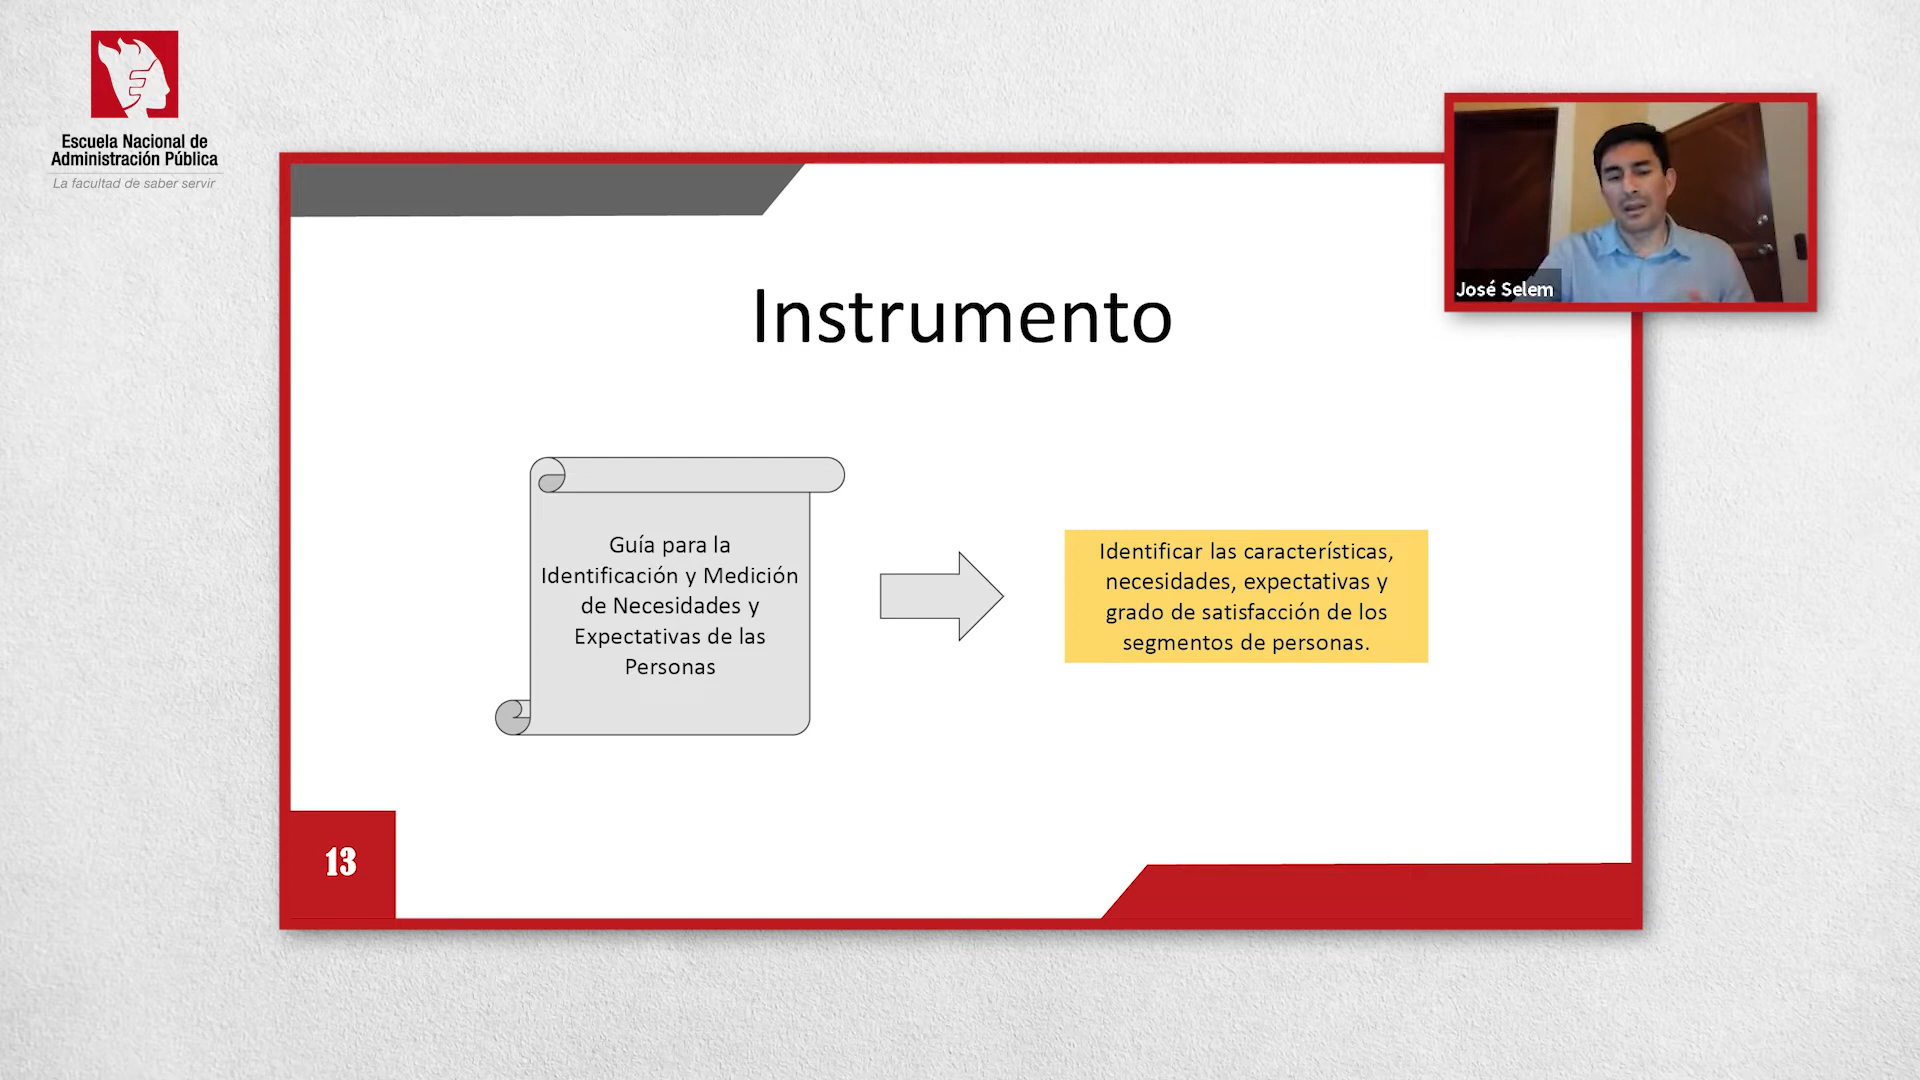 Escuela Nacional de
Administración Pública
La facultad de saber servir
José Selem
Instrumento
Guía para la
Identificación y Medición
de Necesidades y
Expectativas de las
Personas
Identificar las características,
necesidades, expectativas y
grado de satisfacción de los
segmentos de personas.
13